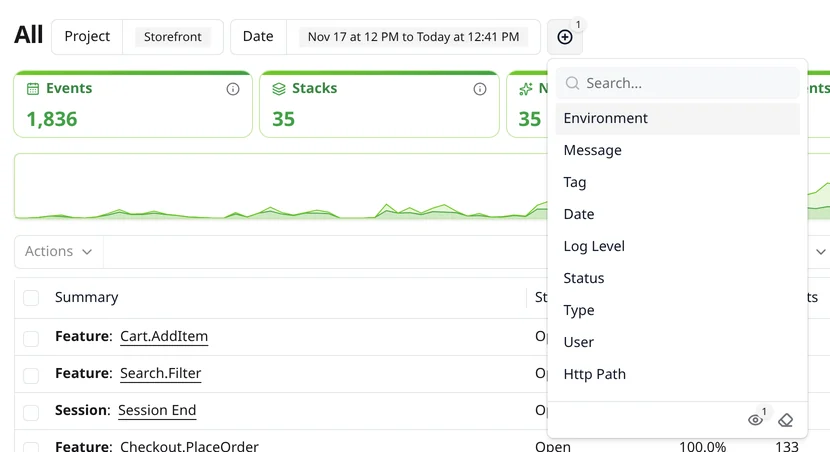 All Project Storefront Date Nov 17 at 12 PM to Today at 12:41 PM 1
Search...
Environment
Message
Tag
Date
Log Level
Status
Type
User
Http Path
1
Events
1,836
Stacks
35
35
Actions
Summary
Feature: Cart.AddItem
Feature: Search.Filter
Session: Session End
Feature: Checkout.PlaceOrder Open 100.0% 133